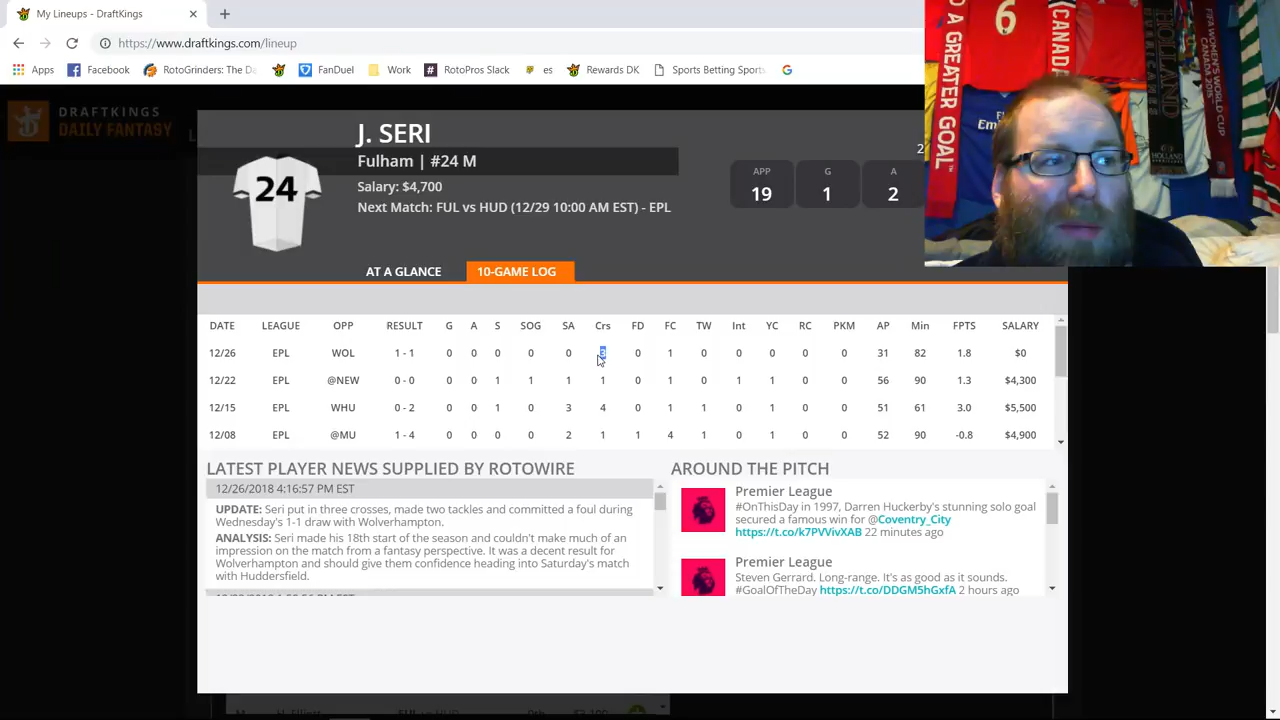 My Lineups - DraftKings
https://www.draftkings.com/lineup
Apps Facebook RotoGrinders: The De FanDuel Work RotoPros Slack es Rewards DK Sports Betting Sports
DRAFTKINGS
DAILY FANTASY
J. SERI
Fulham | #24 M
Salary: $4,700
Next Match: FUL vs HUD (12/29 10:00 AM EST) - EPL
24
2
APP G A
19 1 2
AT A GLANCE 10-GAME LOG
DATE LEAGUE OPP RESULT G A S SOG SA Crs FD FC TW Int YC RC PKM AP Min FPTS SALARY
12/26 EPL WOL 1 - 1 0 0 0 0 0 3 0 1 0 0 0 0 0 31 82 1.8 $0
12/22 EPL @NEW 0 - 0 0 0 1 1 1 1 0 1 0 1 1 0 0 56 90 1.3 $4,300
12/15 EPL WHU 0 - 2 0 0 1 0 3 4 0 1 1 0 1 0 0 51 61 3.0 $5,500
12/08 EPL @MU 1 - 4 0 0 0 0 2 1 1 4 1 0 1 0 0 52 90 -0.8 $4,900
LATEST PLAYER NEWS SUPPLIED BY ROTOWIRE
12/26/2018 4:16:57 PM EST
UPDATE: Seri put in three crosses, made two tackles and committed a foul during
Wednesday's 1-1 draw with Wolverhampton.
ANALYSIS: Seri made his 18th start of the season and couldn't make much of an
impression on the match from a fantasy perspective. It was a decent result for
Wolverhampton and should give them confidence heading into Saturday's match
with Huddersfield.
AROUND THE PITCH
Premier League
#OnThisDay in 1997, Darren Huckerby's stunning solo goal
secured a famous win for @Coventry_City
https://t.co/k7PVVivXAB 22 minutes ago
Premier League
Steven Gerrard. Long-range. It's as good as it sounds.
#GoalOfTheDay https://t.co/DDGM5hGxfA 2 hours ago
A GREATER GOAL
6
CANADA
HOLLAND
FIFA WOMEN'S WORLD CUP
CANADA 2015